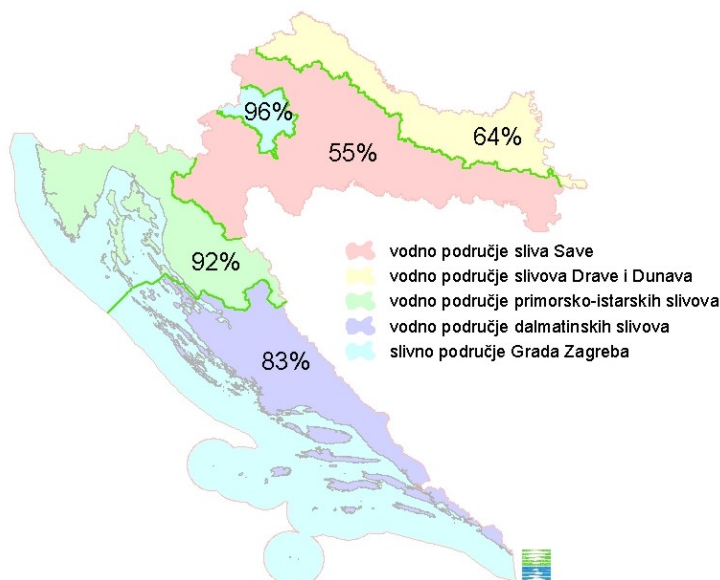 96%
55%
64%
92%
83%
vodno područje sliva Save
vodno područje slivova Drave i Dunava
vodno područje primorsko-istarskih slivova
vodno područje dalmatinskih slivova
slivno područje Grada Zagreba